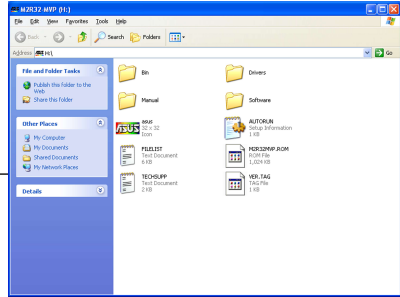 M2R32-MVP (H:)
File Edit View Favorites Tools Help
Back Search Folders
Address H:\ Go
File and Folder Tasks
Publish this folder to the
Web
Share this folder
Other Places
My Computer
My Documents
Shared Documents
My Network Places
Details
Bin
Drivers
Manual
Software
ASUS
asus
32 x 32
Icon
AUTORUN
Setup Information
1 KB
FILELIST
Text Document
6 KB
M2R32MVP.ROM
ROM File
1,024 KB
TECHSUPP
Text Document
2 KB
VER.TAG
TAG File
1 KB